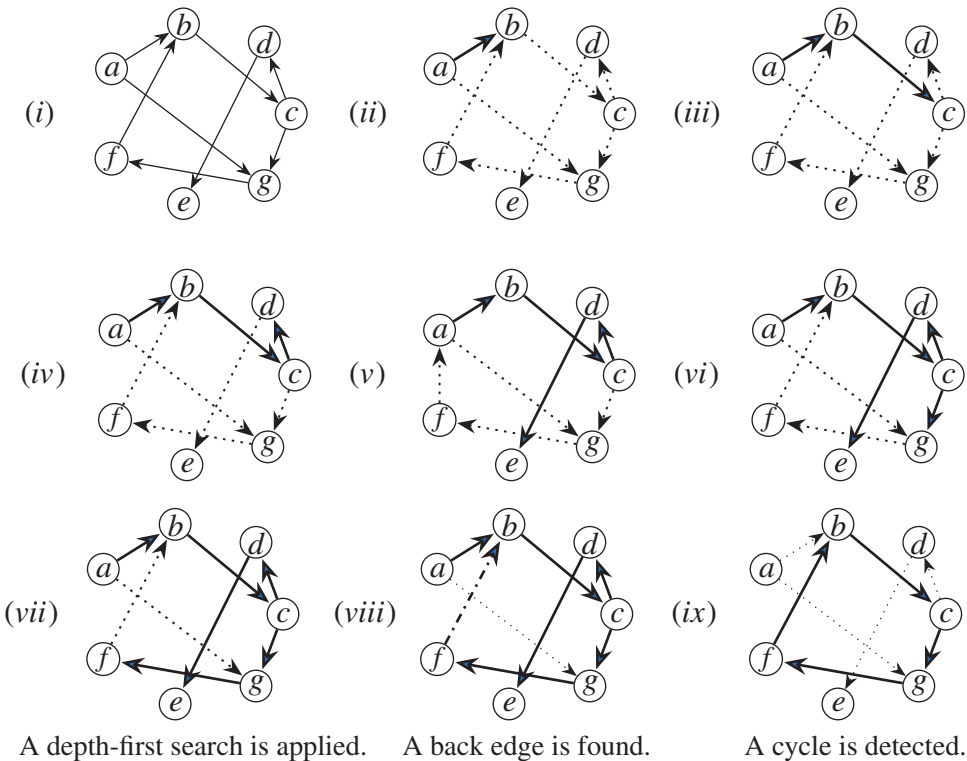 b
d
a
(i)
c
f
g
e
b
d
a
(ii)
c
f
g
e
b
d
a
(iii)
c
f
g
e
b
d
a
(iv)
c
f
g
e
b
d
a
(v)
c
f
g
e
b
d
a
(vi)
c
f
g
e
b
d
a
(vii)
c
f
g
e
b
d
a
(viii)
c
f
g
e
b
d
a
(ix)
c
f
g
e
A depth-first search is applied.
A back edge is found.
A cycle is detected.